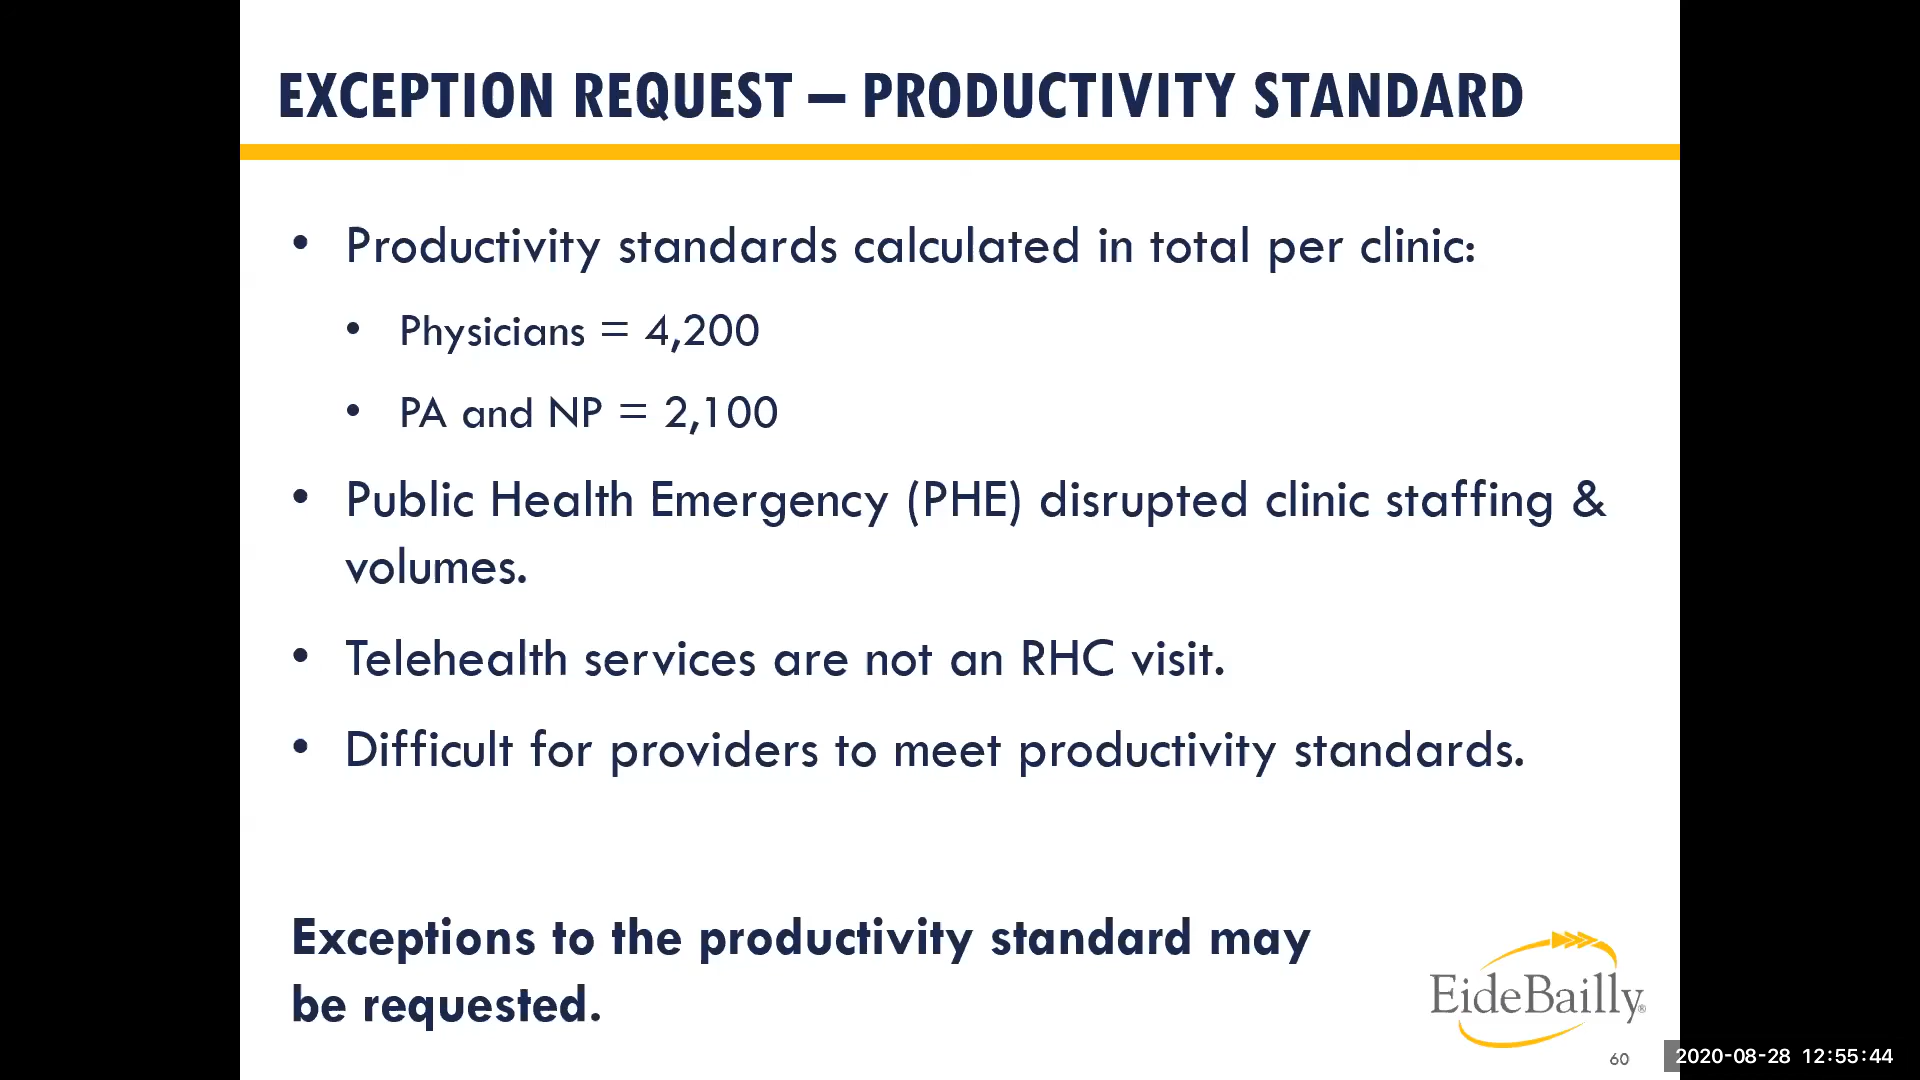 EXCEPTION REQUEST – PRODUCTIVITY STANDARD
• Productivity standards calculated in total per clinic:
• Physicians = 4,200
• PA and NP = 2,100
• Public Health Emergency (PHE) disrupted clinic staffing &
volumes.
• Telehealth services are not an RHC visit.
• Difficult for providers to meet productivity standards.
Exceptions to the productivity standard may
be requested.
EideBailly®
60
2020-08-28 12:55:44